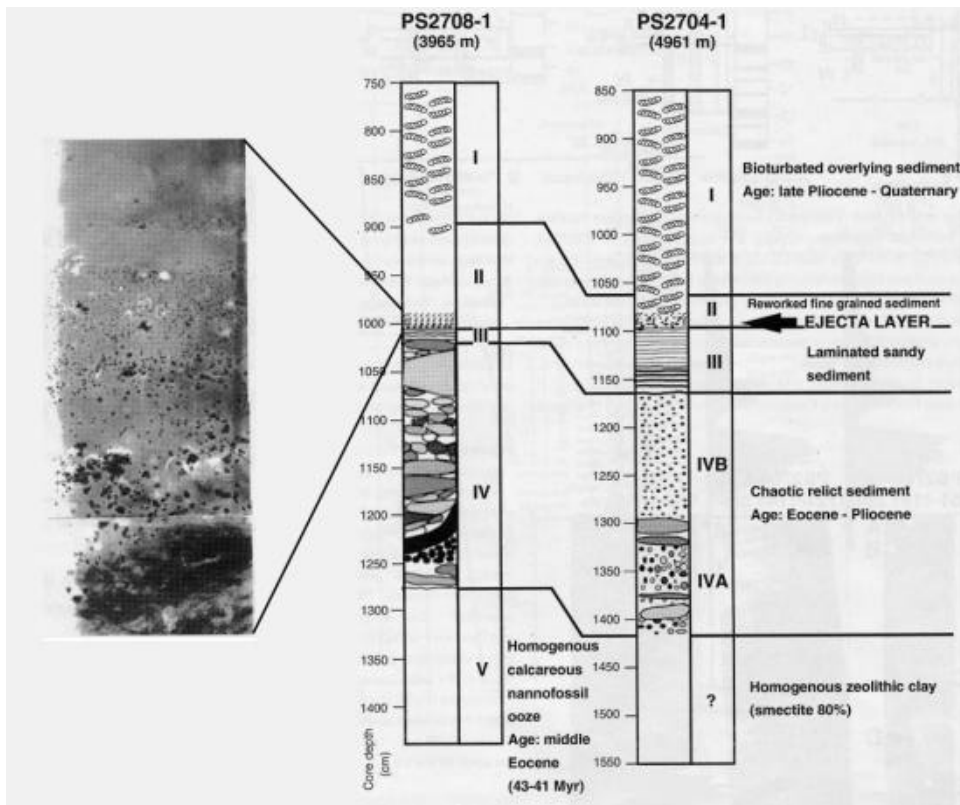 PS2708-1
(3965 m)
PS2704-1
(4961 m)
750
800
850
900
950
1000
1050
1100
1150
1200
1250
1300
1350
1400
Core depth
(cm)
I
II
III
IV
V
Homogenous
calcareous
nannofossil
ooze
Age: middle
Eocene
(43-41 Myr)
850
900
950
1000
1050
1100
1150
1200
1300
1350
1400
1450
1500
1550
I
II
III
IVB
IVA
?
Bioturbated overlying sediment
Age: late Pliocene - Quaternary
Reworked fine grained sediment
EJECTA LAYER
Laminated sandy
sediment
Chaotic relict sediment
Age: Eocene - Pliocene
Homogenous zeolithic clay
(smectite 80%)